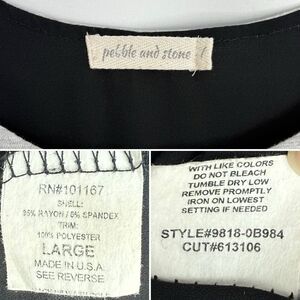 pebble and stone L
RN#101167
SHELL:
95% RAYON / 5% SPANDEX
TRIM:
100% POLYESTER
LARGE
MADE IN U.S.A.
SEE REVERSE
WITH LIKE COLORS
DO NOT BLEACH
TUMBLE DRY LOW
REMOVE PROMPTLY
IRON ON LOWEST
SETTING IF NEEDED
STYLE#9818-0B984
CUT#613106